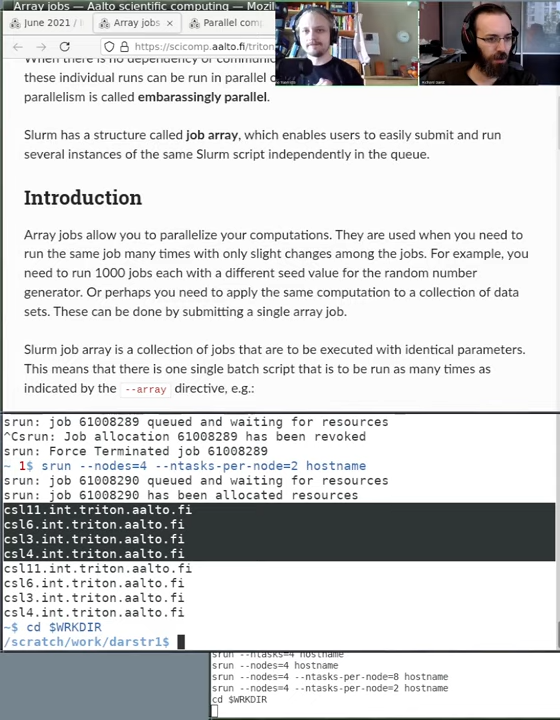 Array jobs — Aalto scientific computing — Mozil
June 2021 /
Array jobs
×
Parallel comp
https://scicomp.aalto.fi/triton
When there is no dependency or communic
these individual runs can be run in parallel o
parallelism is called embarassingly parallel.
Slurm has a structure called job array, which enables users to easily submit and run
several instances of the same Slurm script independently in the queue.
Introduction
Array jobs allow you to parallelize your computations. They are used when you need to
run the same job many times with only slight changes among the jobs. For example, you
need to run 1000 jobs each with a different seed value for the random number
generator. Or perhaps you need to apply the same computation to a collection of data
sets. These can be done by submitting a single array job.
Slurm job array is a collection of jobs that are to be executed with identical parameters.
This means that there is one single batch script that is to be run as many times as
indicated by the --array directive, e.g.:
srun: job 61008289 queued and waiting for resources
^Csrun: Job allocation 61008289 has been revoked
srun: Force Terminated job 61008289
~ 1$ srun --nodes=4 --ntasks-per-node=2 hostname
srun: job 61008290 queued and waiting for resources
srun: job 61008290 has been allocated resources
csl11.int.triton.aalto.fi
csl6.int.triton.aalto.fi
csl3.int.triton.aalto.fi
csl4.int.triton.aalto.fi
csl11.int.triton.aalto.fi
csl6.int.triton.aalto.fi
csl3.int.triton.aalto.fi
csl4.int.triton.aalto.fi
~$ cd $WRKDIR
/scratch/work/darstr1$
srun --ntasks=4 hostname
srun --nodes=4 hostname
srun --nodes=4 --ntasks-per-node=8 hostname
srun --nodes=4 --ntasks-per-node=2 hostname
cd $WRKDIR